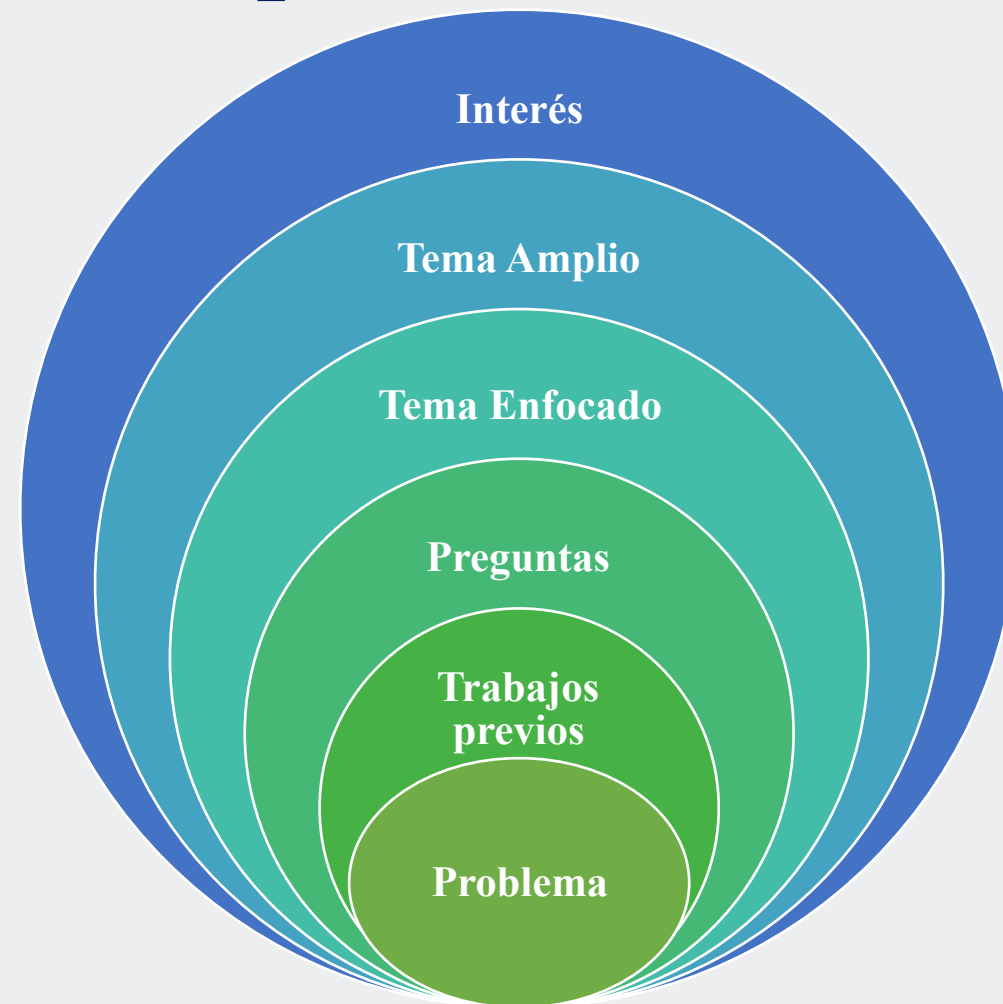 Interés
Tema Amplio
Tema Enfocado
Preguntas
Trabajos
previos
Problema